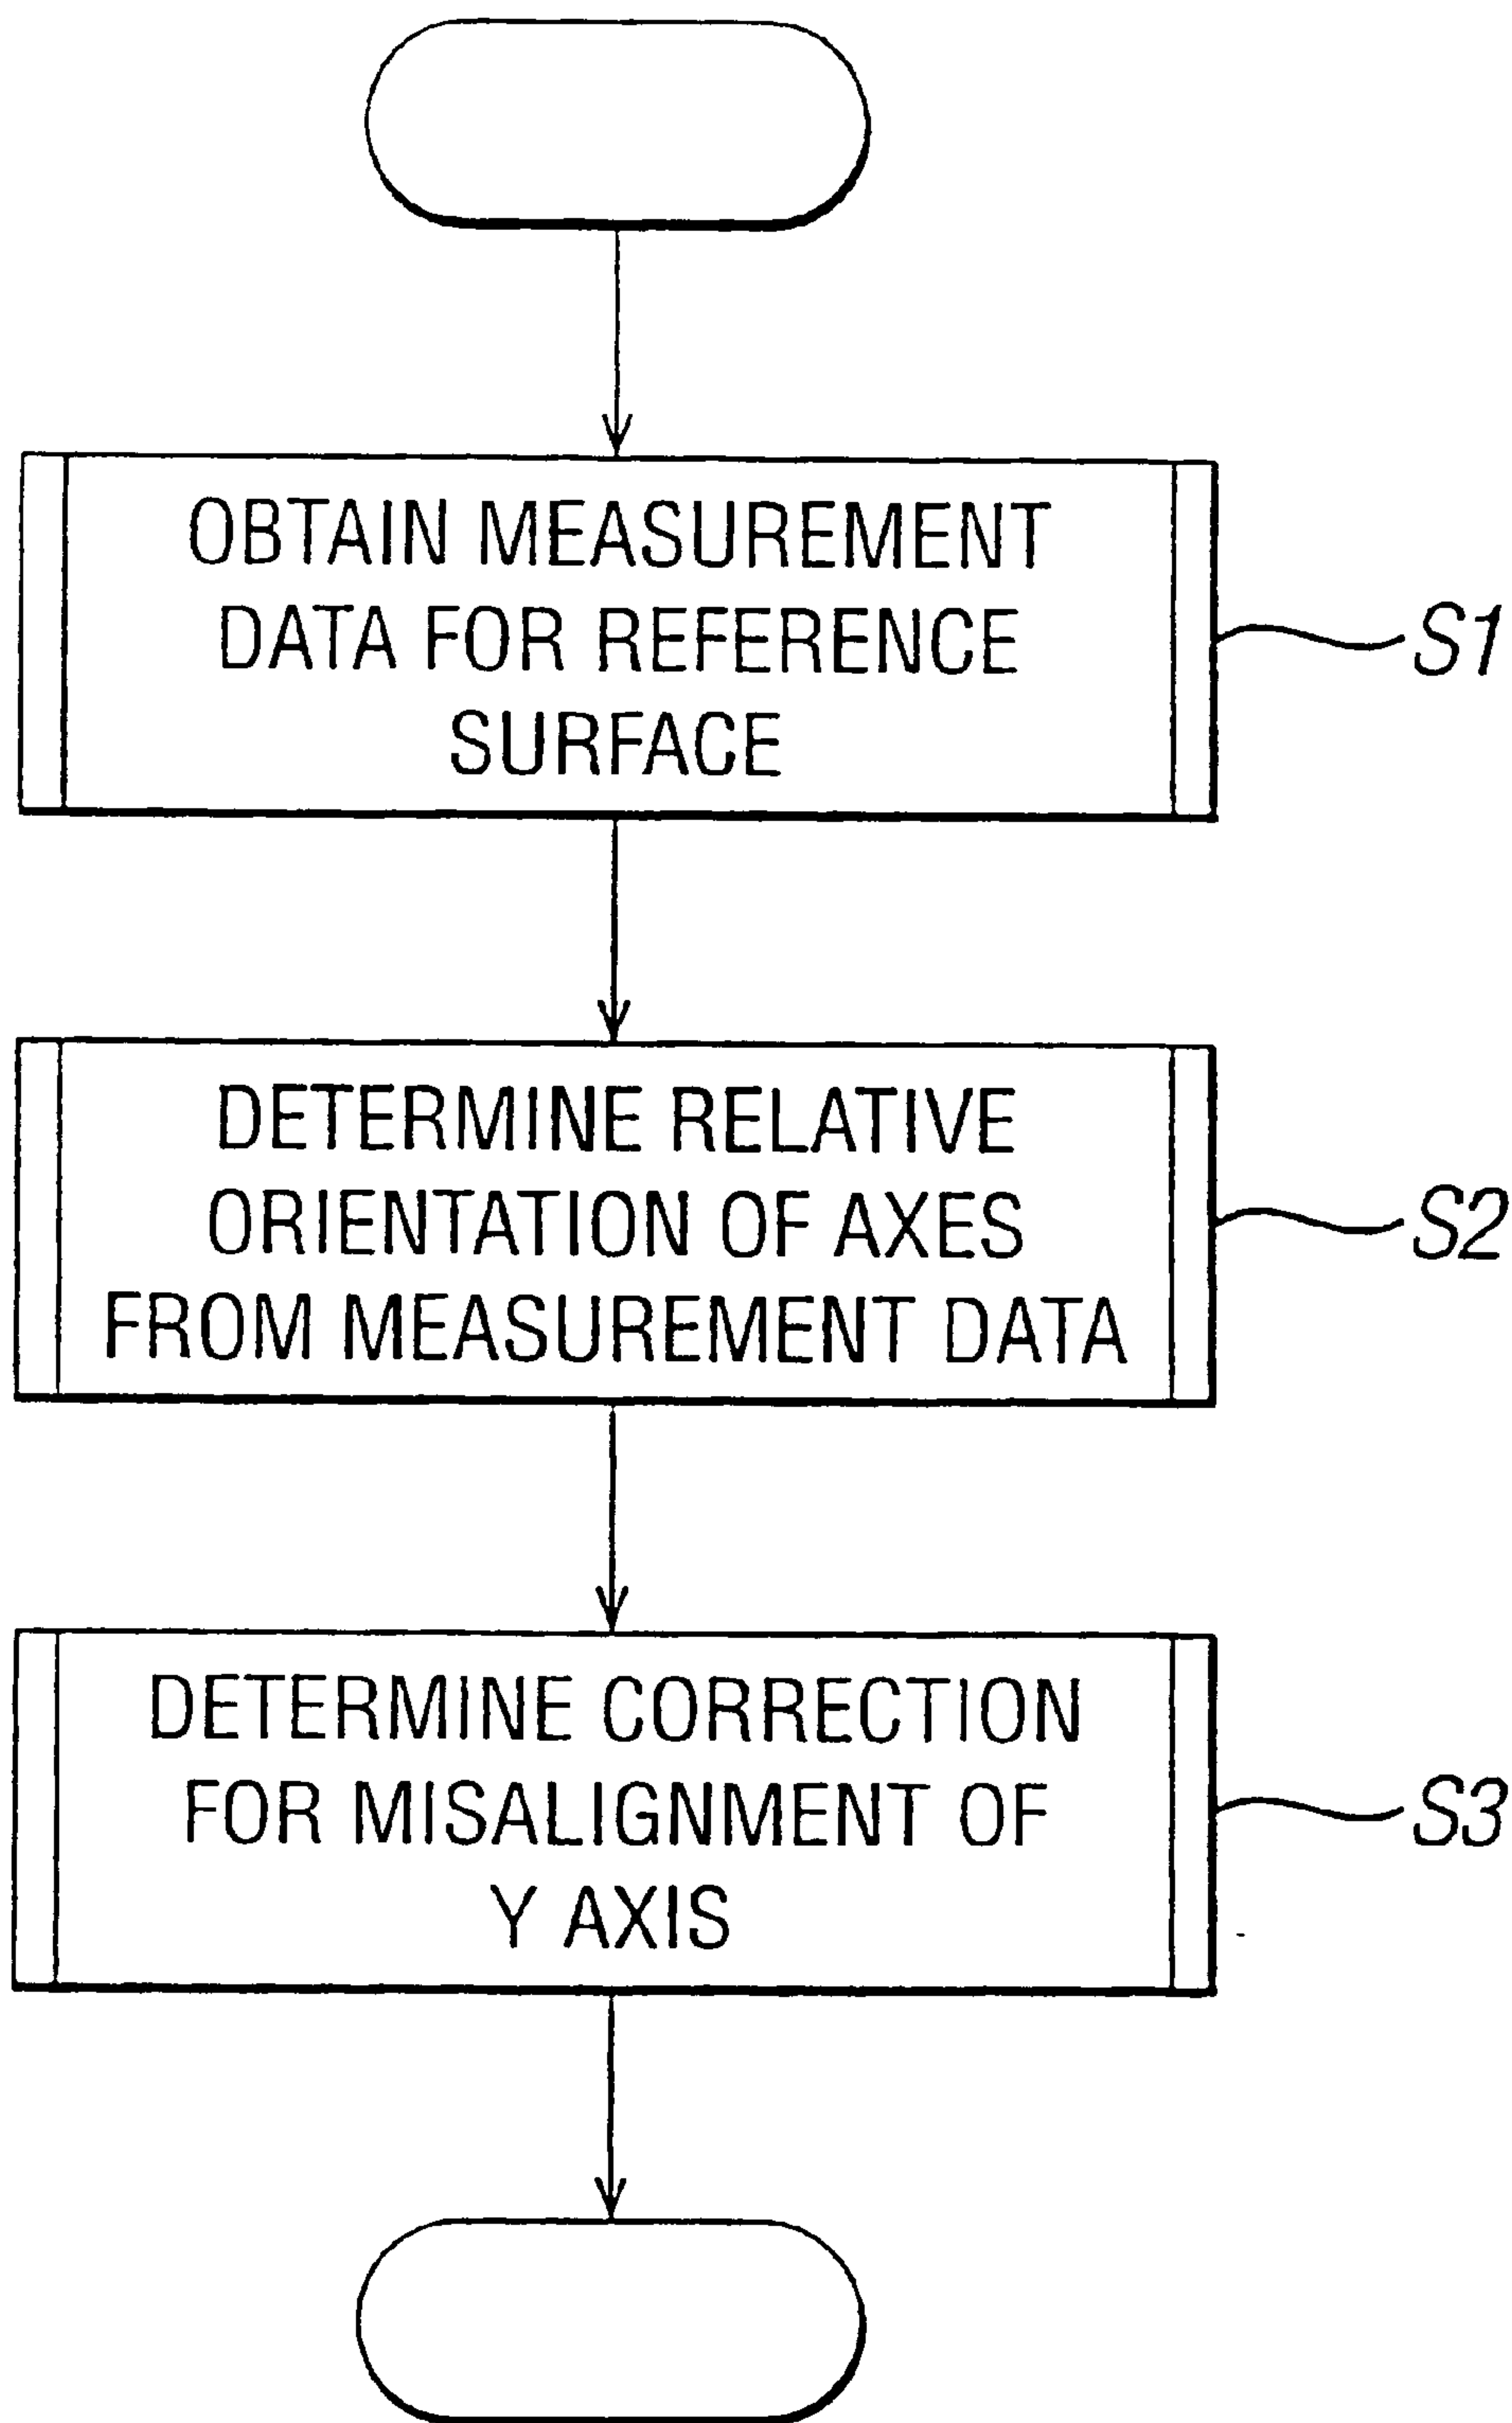 OBTAIN MEASUREMENT
DATA FOR REFERENCE
SURFACE
S1
DETERMINE RELATIVE
ORIENTATION OF AXES
FROM MEASUREMENT DATA
S2
DETERMINE CORRECTION
FOR MISALIGNMENT OF
Y AXIS
S3